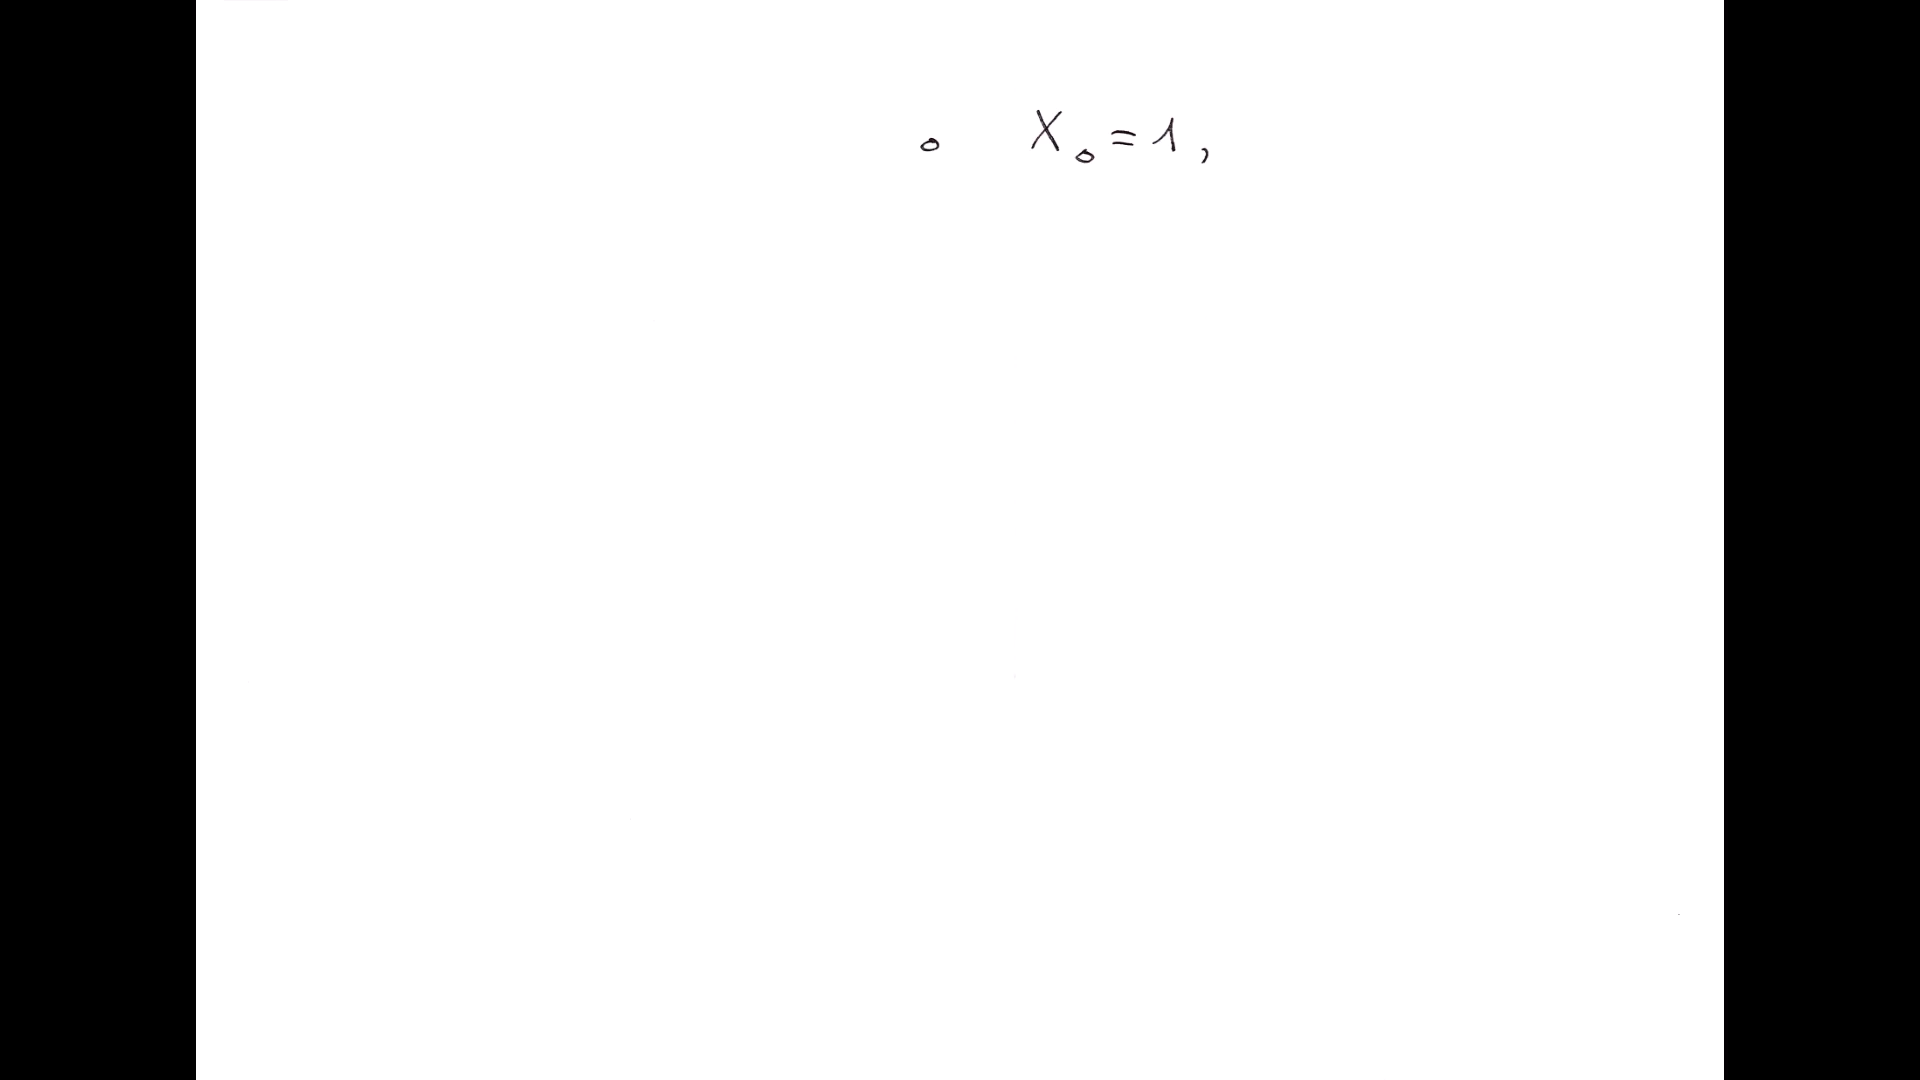 ∘ X₀ = 1,